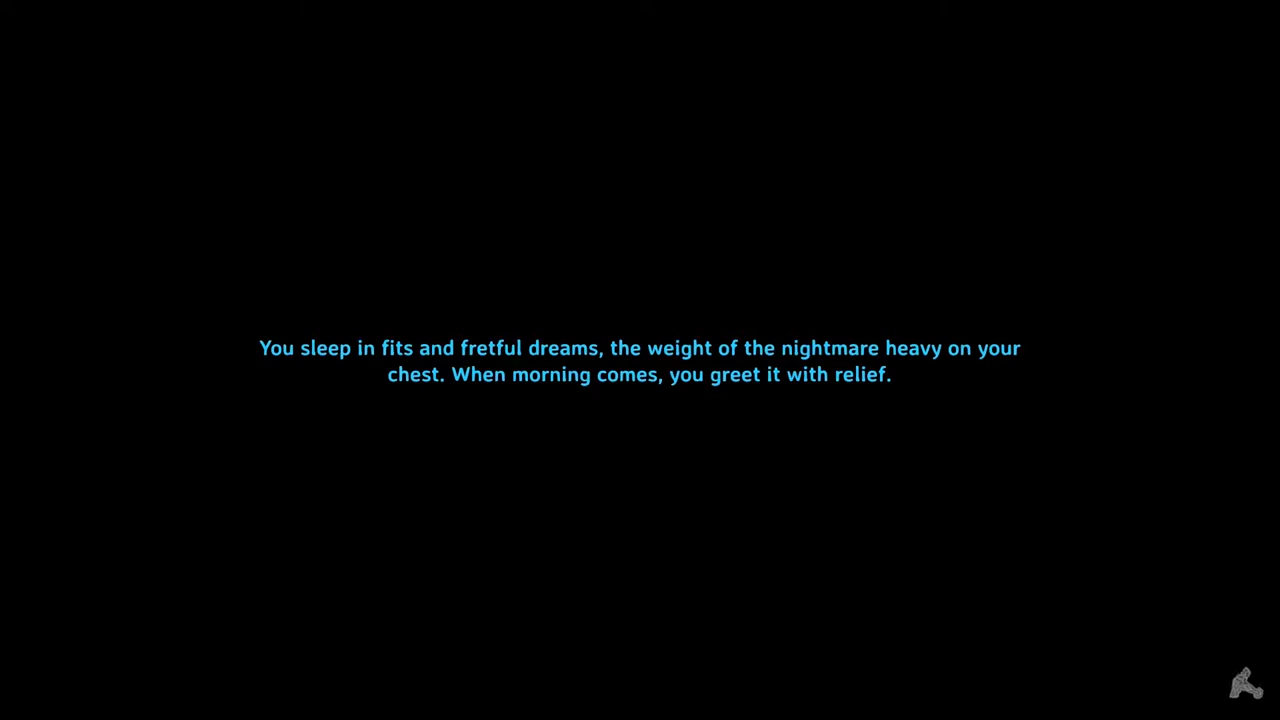 You sleep in fits and fretful dreams, the weight of the nightmare heavy on your
chest. When morning comes, you greet it with relief.